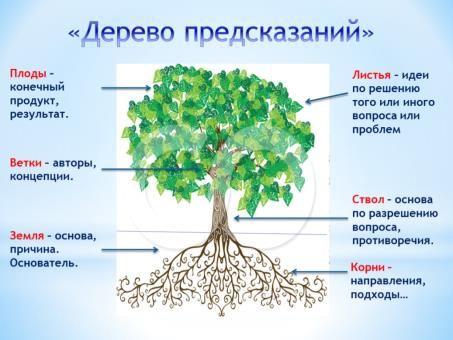 «Дерево предсказаний»
Плоды –
конечный
продукт,
результат.
Ветки – авторы,
концепции.
Земля – основа,
причина.
Основатель.
Листья – идеи
по решению
того или иного
вопроса или
проблем
Ствол – основа
по разрешению
вопроса,
противоречия.
Корни –
направления,
подходы…